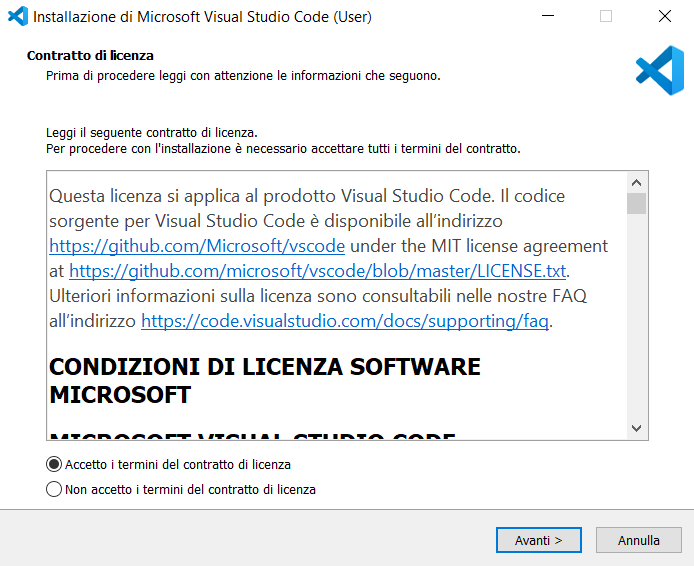 Installazione di Microsoft Visual Studio Code (User)
Contratto di licenza
Prima di procedere leggi con attenzione le informazioni che seguono.
Leggi il seguente contratto di licenza.
Per procedere con l'installazione è necessario accettare tutti i termini del contratto.
Questa licenza si applica al prodotto Visual Studio Code. Il codice
sorgente per Visual Studio Code è disponibile all’indirizzo
https://github.com/Microsoft/vscode under the MIT license agreement
at https://github.com/microsoft/vscode/blob/master/LICENSE.txt.
Ulteriori informazioni sulla licenza sono consultabili nelle nostre FAQ
all’indirizzo https://code.visualstudio.com/docs/supporting/faq.
CONDIZIONI DI LICENZA SOFTWARE
MICROSOFT
MICROSOFT VISUAL STUDIO CODE
Accetto i termini del contratto di licenza
Non accetto i termini del contratto di licenza
Avanti >
Annulla